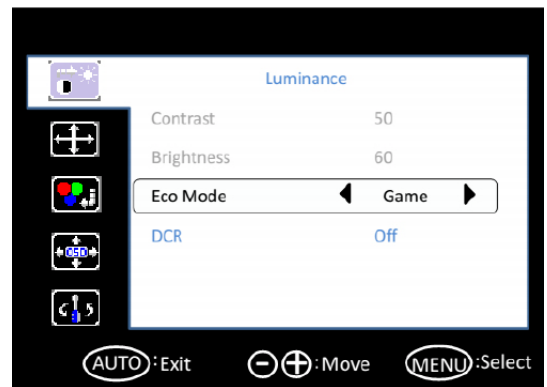 Luminance
Contrast 50
Brightness 60
Eco Mode Game
DCR Off
OSD
AUTO : Exit - + : Move MENU : Select